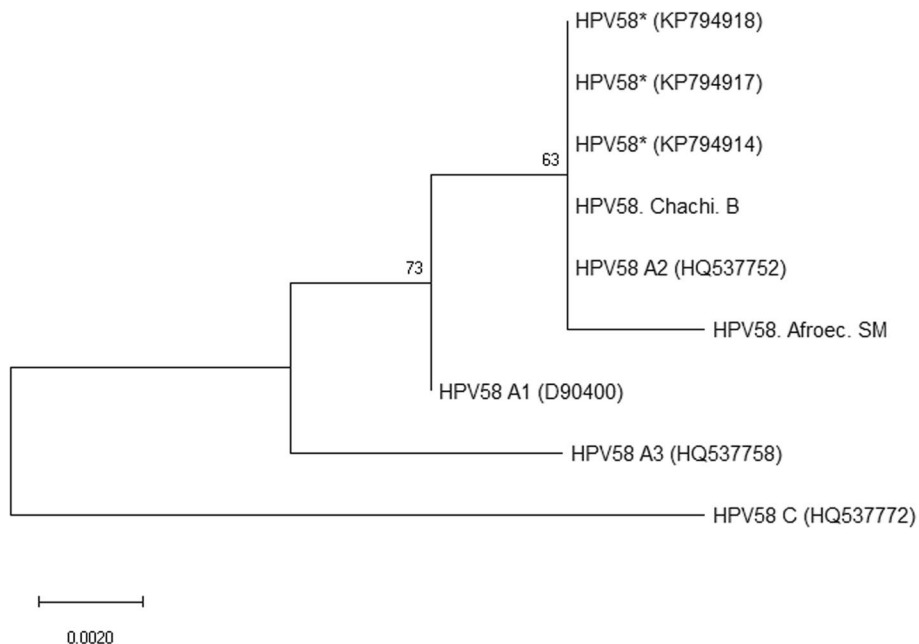 HPV58* (KP794918)
HPV58* (KP794917)
HPV58* (KP794914)
63
HPV58. Chachi. B
73
HPV58 A2 (HQ537752)
HPV58. Afroec. SM
HPV58 A1 (D90400)
HPV58 A3 (HQ537758)
HPV58 C (HQ537772)
0.0020